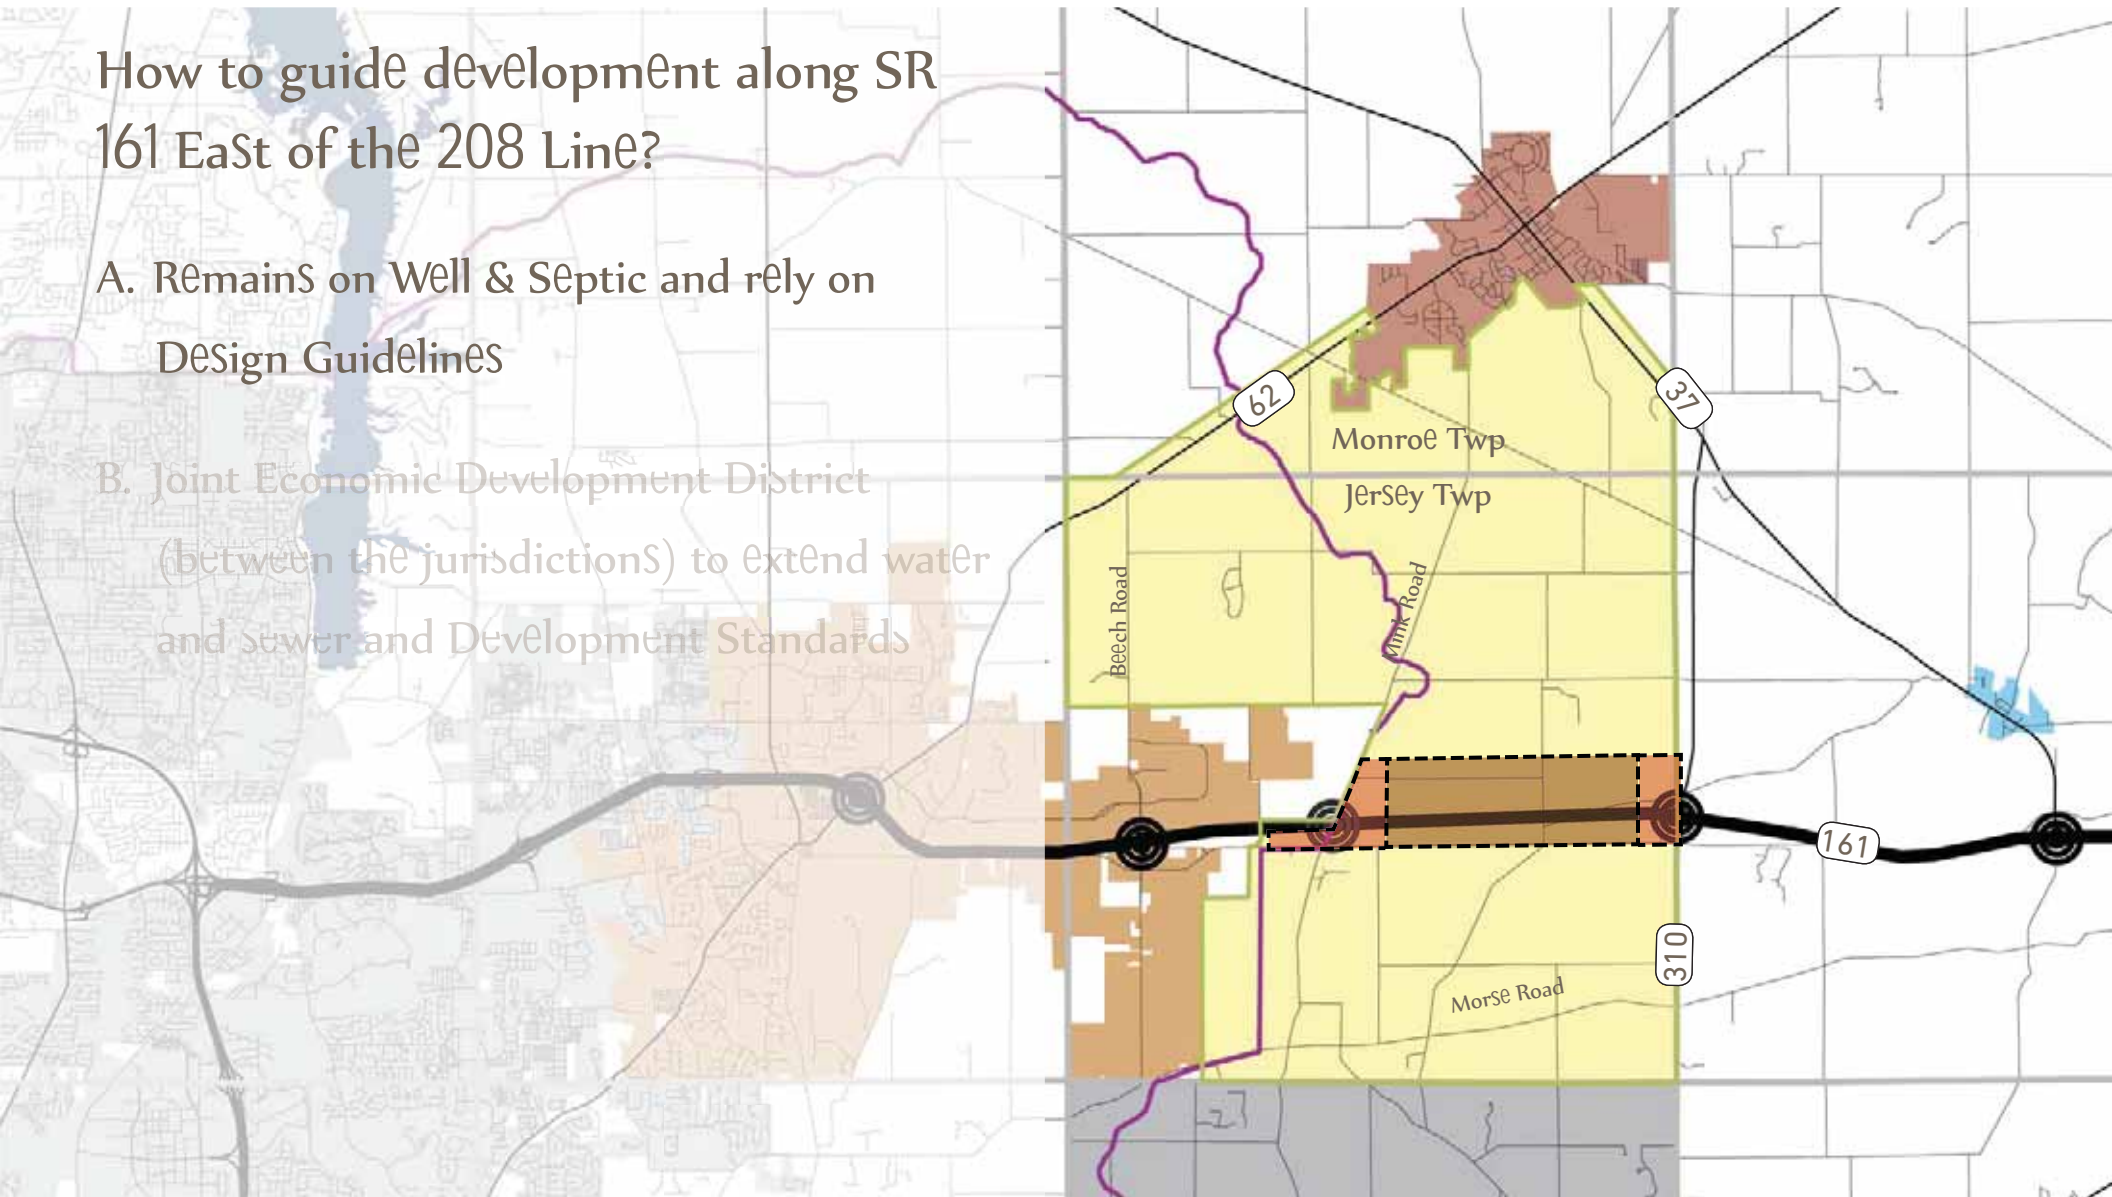 How to guide development along SR
161 East of the 208 Line?
A. Remains on Well & Septic and rely on
Design Guidelines
B. Joint Economic Development District
(between the jurisdictions) to extend water
and sewer and Development Standards
62
37
Monroe Twp
Jersey Twp
Beech Road
Mink Road
161
310
Morse Road